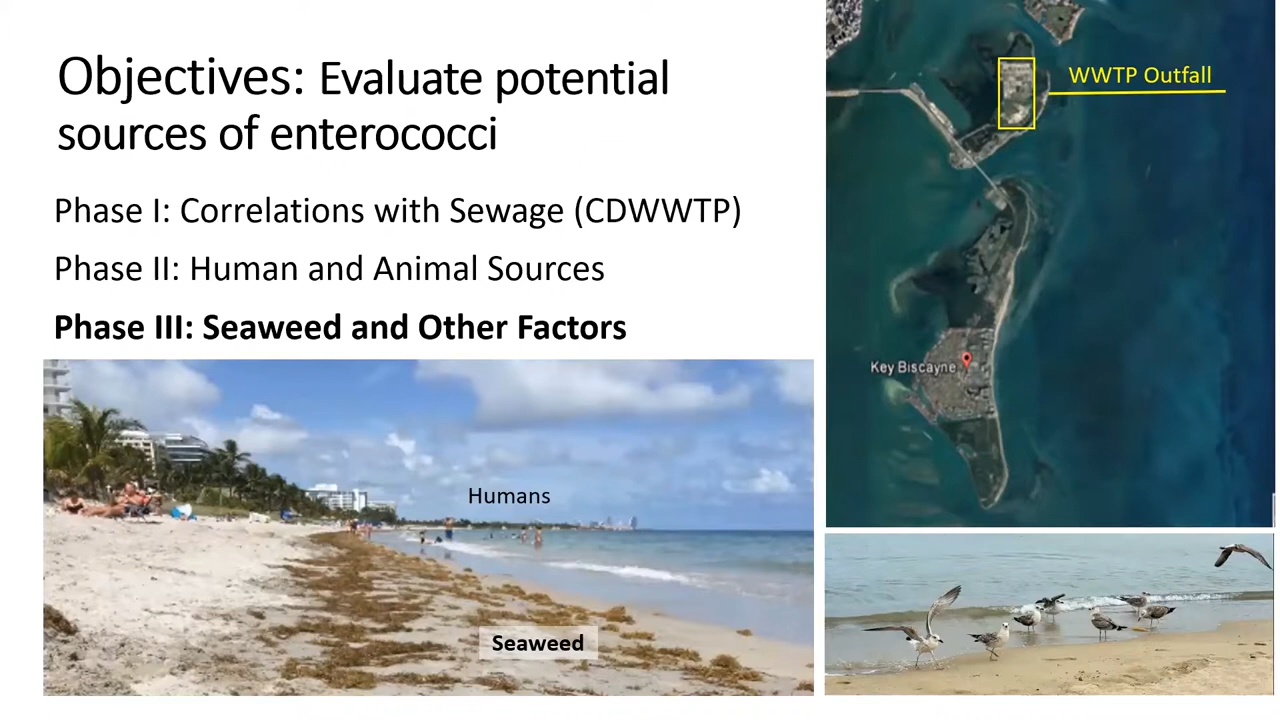 Objectives: Evaluate potential
sources of enterococci
Phase I: Correlations with Sewage (CDWWTP)
Phase II: Human and Animal Sources
Phase III: Seaweed and Other Factors
Humans
Seaweed
WWTP Outfall
Key Biscayne